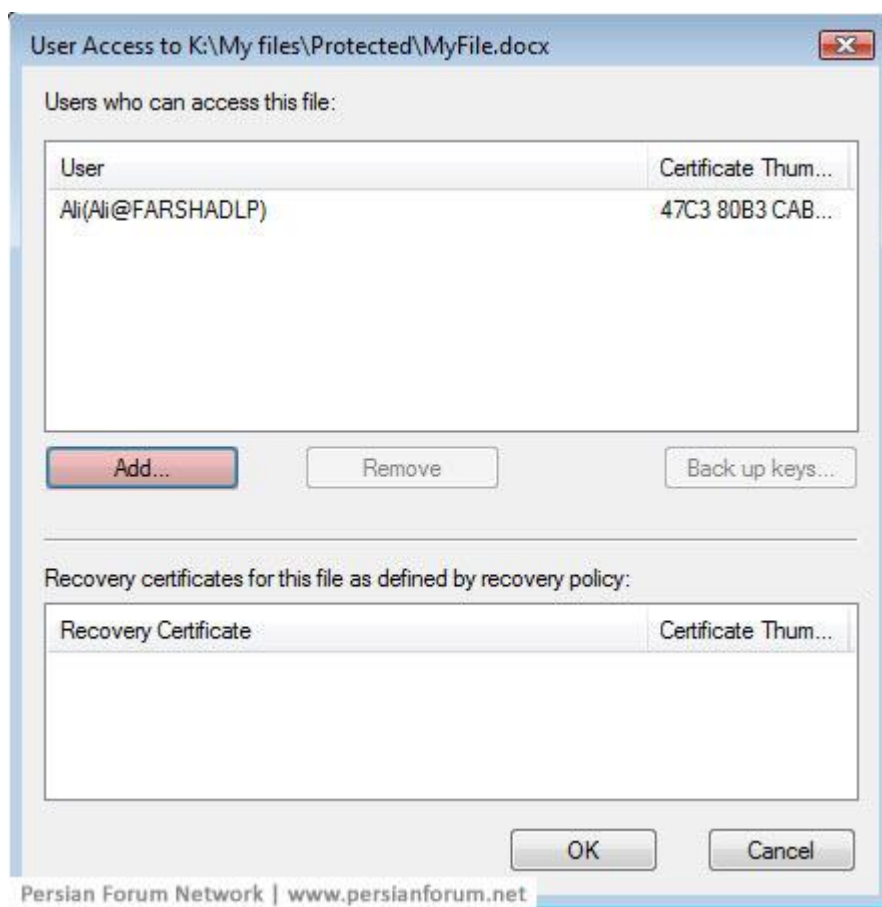 User Access to K:\My files\Protected\MyFile.docx
Users who can access this file:
User Certificate Thum...
Ali(Ali@FARSHADLP) 47C3 80B3 CAB...
Add... Remove Back up keys...
Recovery certificates for this file as defined by recovery policy:
Recovery Certificate Certificate Thum...
OK Cancel
Persian Forum Network | www.persianforum.net